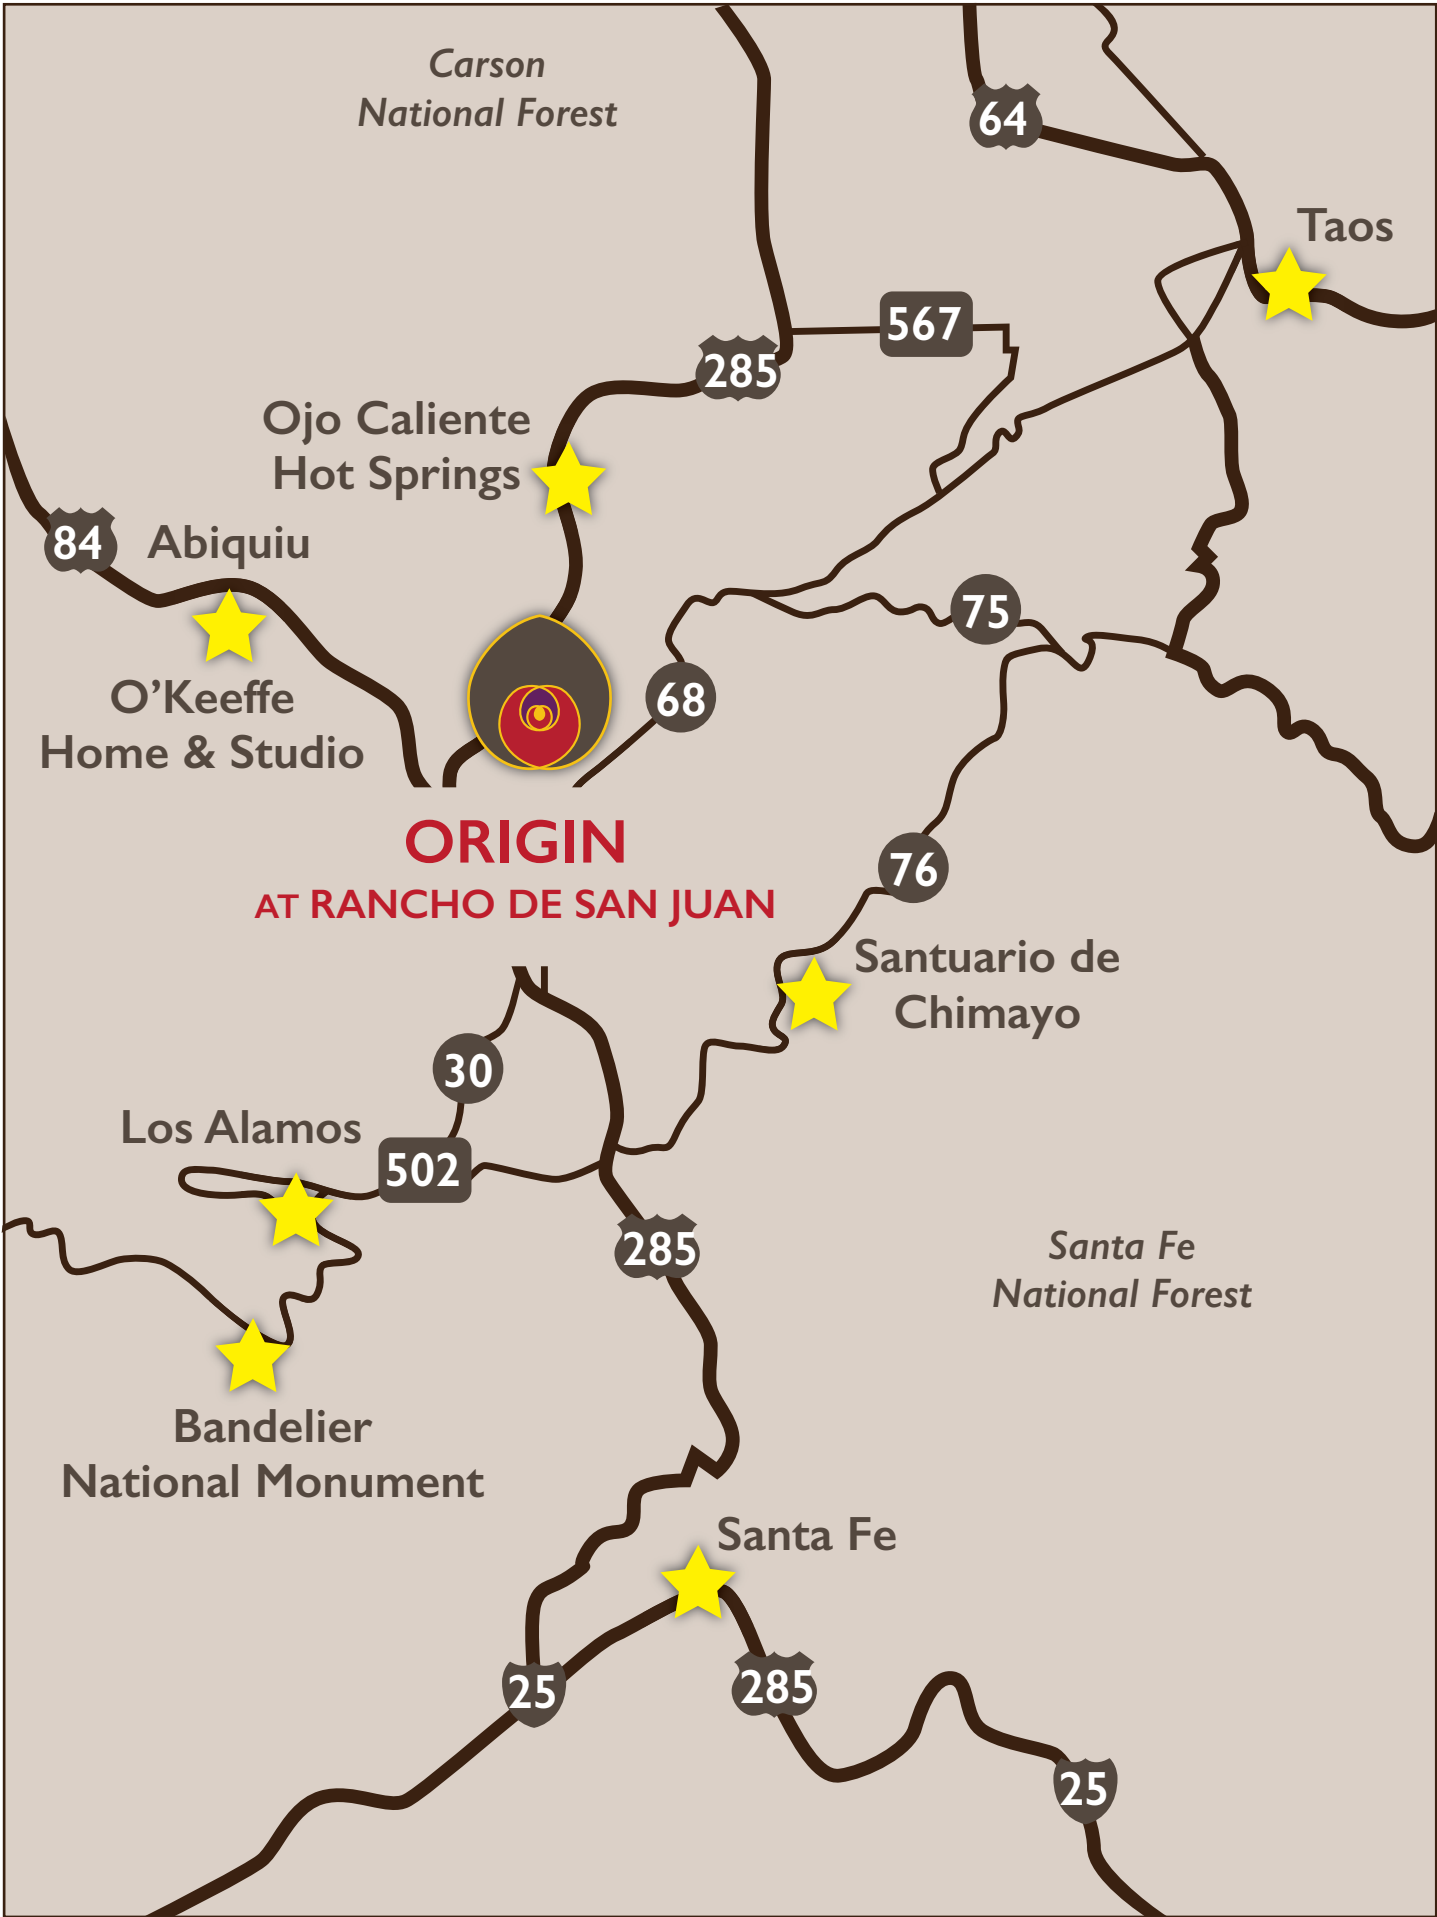 Carson
National Forest
64
Taos
567
285
Ojo Caliente
Hot Springs
84
Abiquiu
75
O'Keeffe
Home & Studio
68
ORIGIN
AT RANCHO DE SAN JUAN
76
Santuario de
Chimayo
30
Los Alamos
502
285
Santa Fe
National Forest
Bandelier
National Monument
Santa Fe
25
285
25